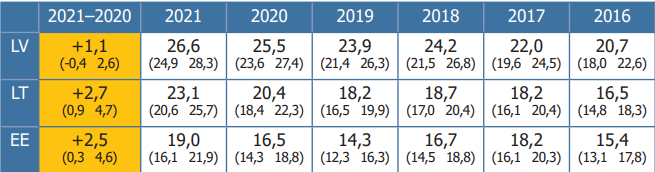 2021–2020 2021 2020 2019 2018 2017 2016
LV +1,1 26,6 25,5 23,9 24,2 22,0 20,7
(-0,4 2,6) (24,9 28,3) (23,6 27,4) (21,4 26,3) (21,5 26,8) (19,6 24,5) (18,0 22,6)
LT +2,7 23,1 20,4 18,2 18,7 18,2 16,5
(0,9 4,7) (20,6 25,7) (18,4 22,3) (16,5 19,9) (17,0 20,4) (16,1 20,4) (14,8 18,3)
EE +2,5 19,0 16,5 14,3 16,7 18,2 15,4
(0,3 4,6) (16,1 21,9) (14,3 18,8) (12,3 16,3) (14,5 18,8) (16,1 20,3) (13,1 17,8)